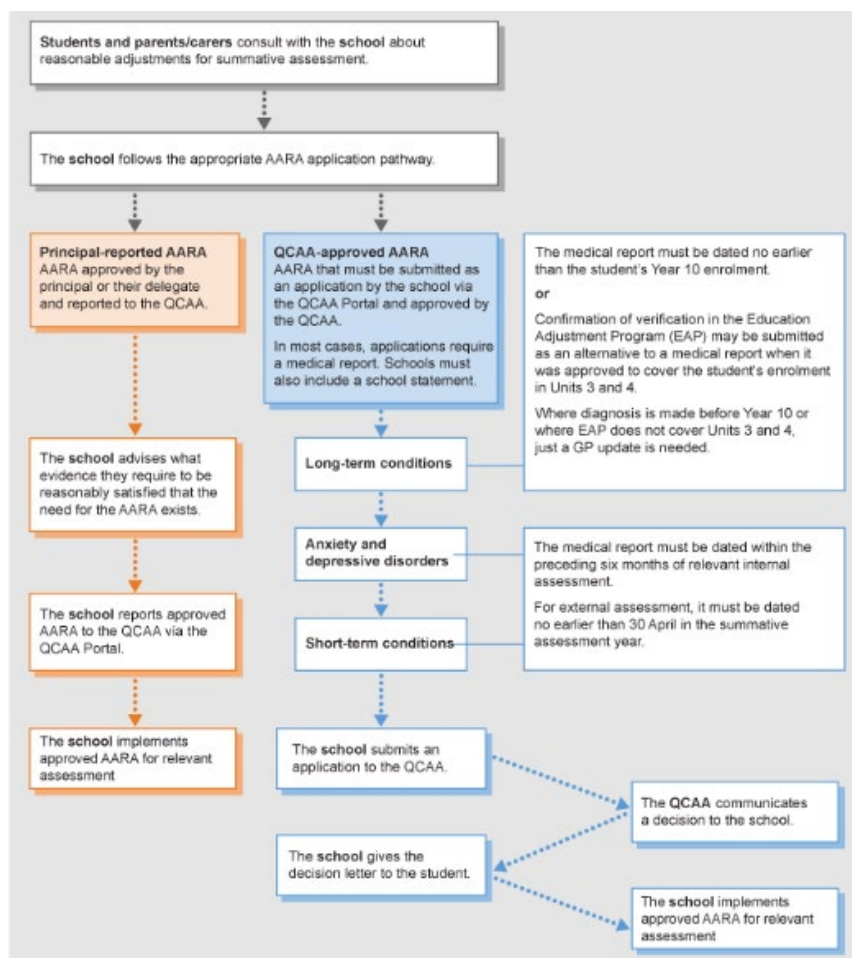 Students and parents/carers consult with the school about
reasonable adjustments for summative assessment.
The school follows the appropriate AARA application pathway.
Principal-reported AARA
AARA approved by the
principal or their delegate
and reported to the QCAA.
The school advises what
evidence they require to be
reasonably satisfied that the
need for the AARA exists.
The school reports approved
AARA to the QCAA via the
QCAA Portal.
The school implements
approved AARA for relevant
assessment
QCAA-approved AARA
AARA that must be submitted as
an application by the school via
the QCAA Portal and approved by
the QCAA.
In most cases, applications require
a medical report. Schools must
also include a school statement.
Long-term conditions
The medical report must be dated no earlier
than the student's Year 10 enrolment.
or
Confirmation of verification in the Education
Adjustment Program (EAP) may be submitted
as an alternative to a medical report when it
was approved to cover the student's enrolment
in Units 3 and 4.
Where diagnosis is made before Year 10 or
where EAP does not cover Units 3 and 4,
just a GP update is needed.
Anxiety and
depressive disorders
Short-term conditions
The medical report must be dated within the
preceding six months of relevant internal
assessment.
For external assessment, it must be dated
no earlier than 30 April in the summative
assessment year.
The school submits an
application to the QCAA.
The QCAA communicates
a decision to the school.
The school gives the
decision letter to the student.
The school implements
approved AARA for relevant
assessment